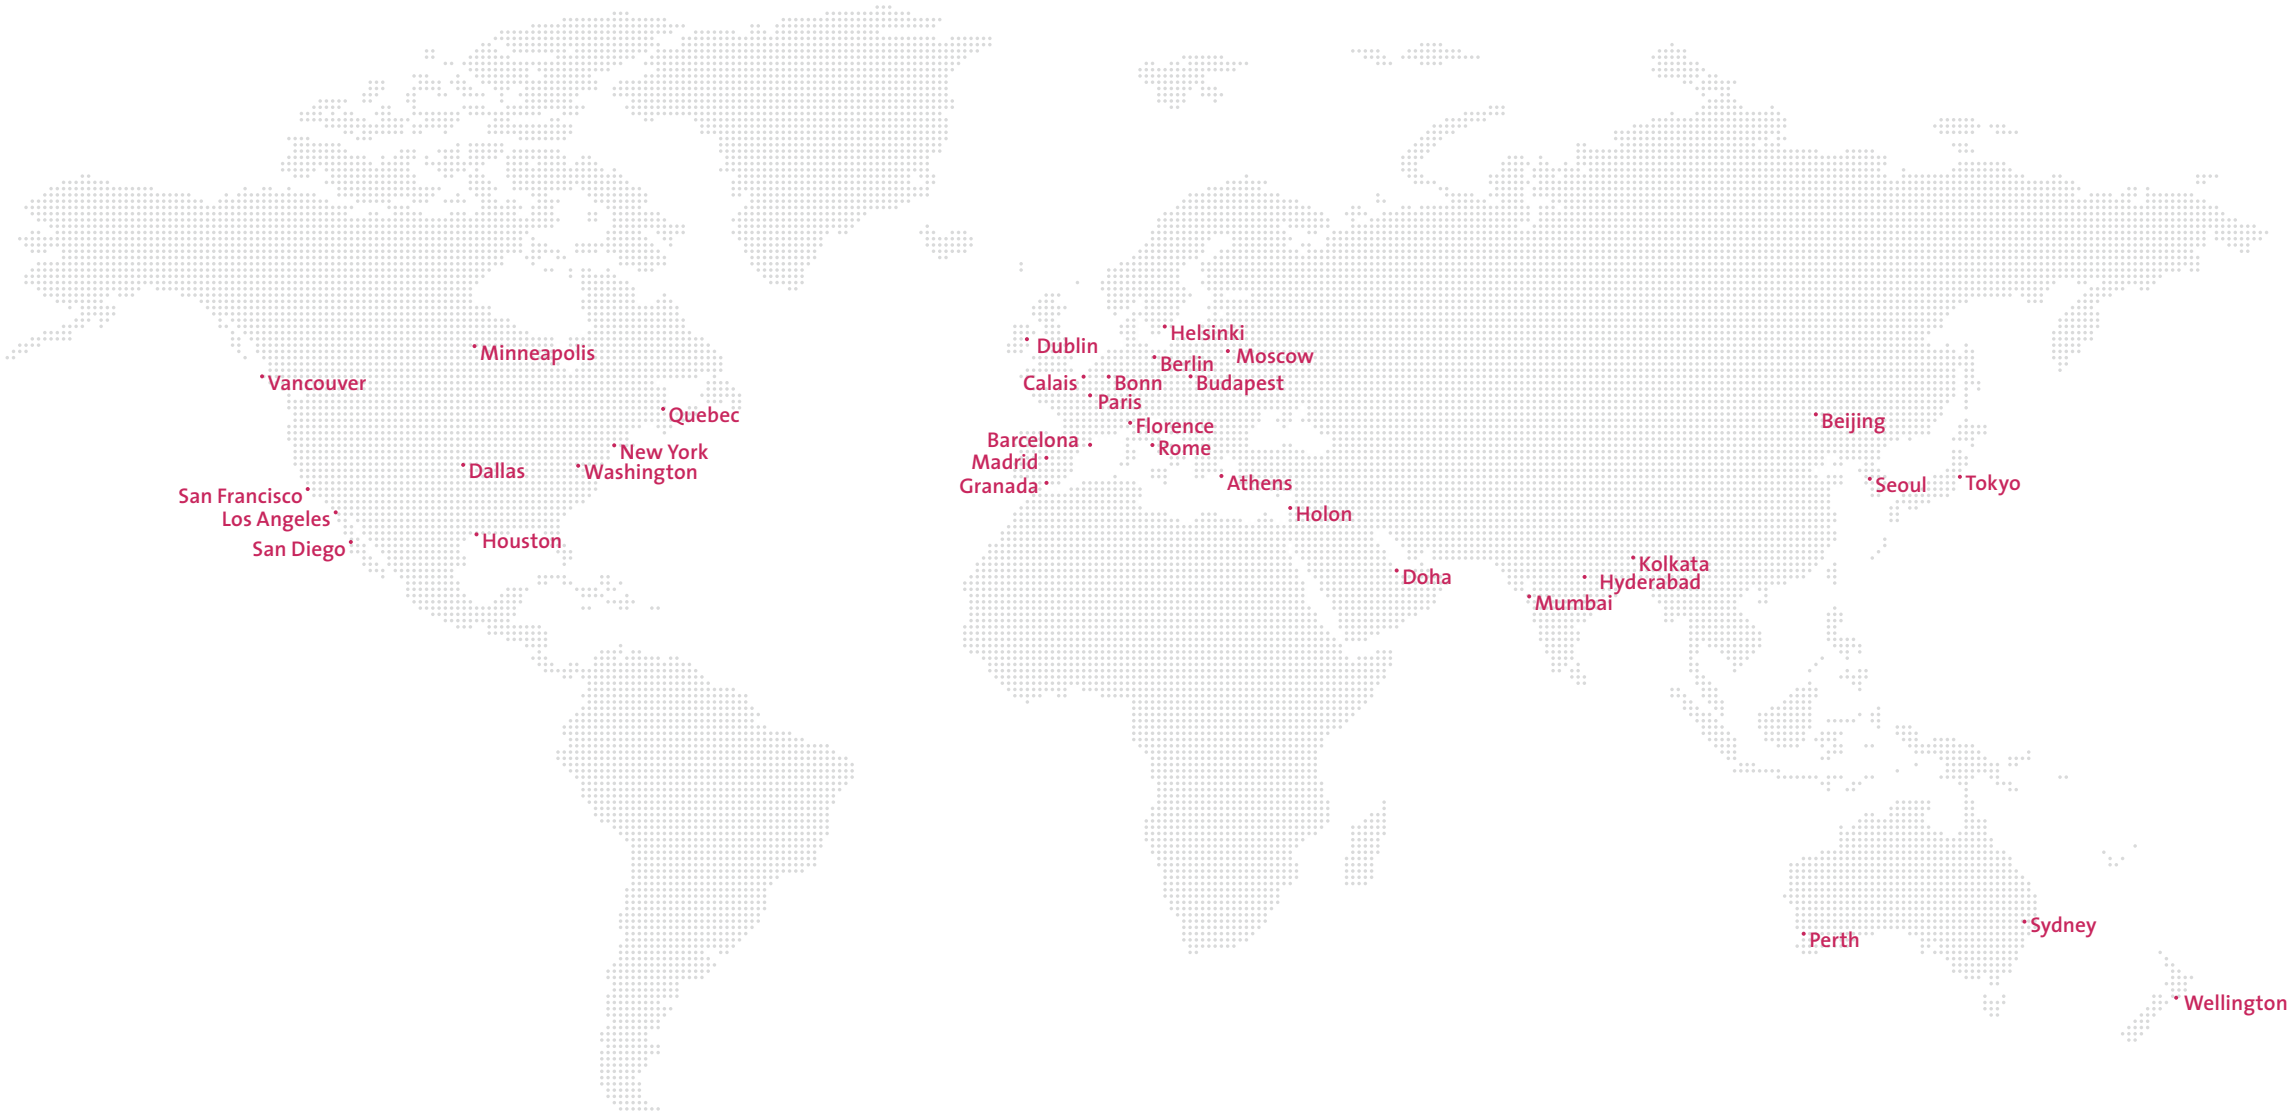 Helsinki
Dublin
Minneapolis
Moscow
Berlin
Vancouver
Calais
Bonn
Budapest
Paris
Quebec
Beijing
Florence
Barcelona
Rome
New York
Madrid
Dallas
Washington
Athens
Tokyo
Seoul
Granada
San Francisco
Holon
Los Angeles
Houston
San Diego
Kolkata
Doha
Hyderabad
Mumbai
Sydney
Perth
Wellington